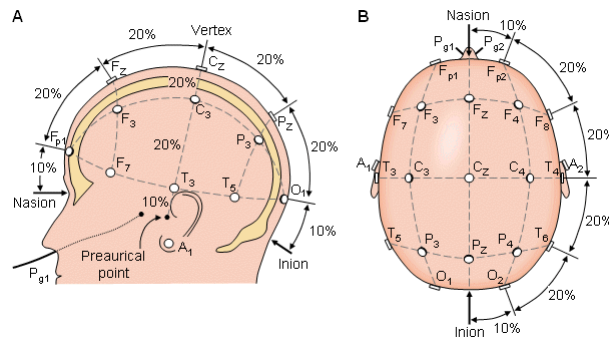 A
Vertex
20%
20%
FZ
CZ
20%
20%
20%
PZ
Fp1
F3
C3
P3
20%
20%
10%
F7
T3
T5
O1
Nasion
10%
10%
Preaurical
point
A1
Inion
Pg1
B
Nasion
10%
Pg1
Pg2
Fp1
Fp2
20%
F7
F3
FZ
F4
F8
20%
A1
T3
C3
CZ
C4
T4
A2
20%
T5
P3
PZ
P4
T6
20%
O1
O2
Inion
10%